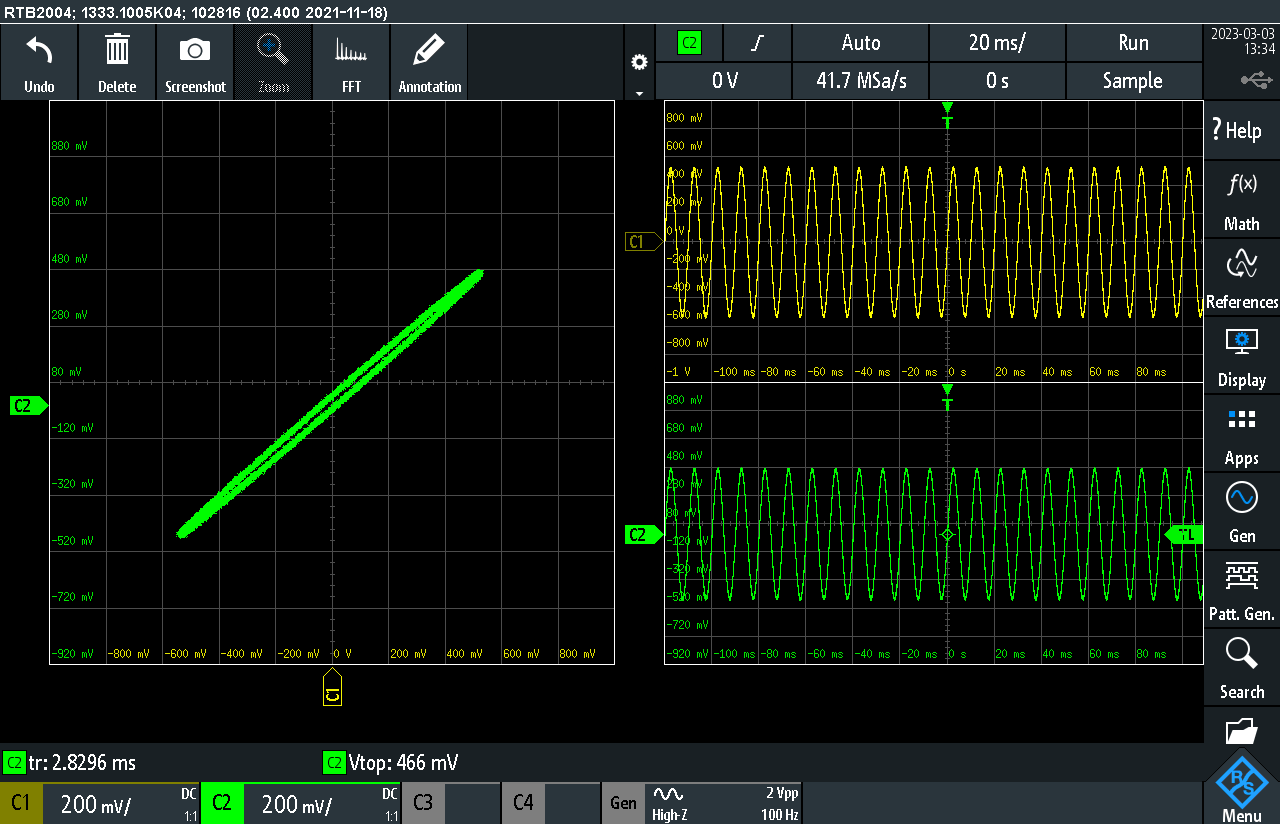 RTB2004; 1333.1005K04; 102816 (02.400 2021-11-18)
Undo
Delete
Screenshot
Zoom
FFT
Annotation
C2
Auto
20 ms/
Run
0 V
41.7 MSa/s
0 s
Sample
2023-03-03
13:34
880 mV
680 mV
480 mV
280 mV
80 mV
-120 mV
-320 mV
-520 mV
-720 mV
-920 mV
-800 mV
-600 mV
-400 mV
-200 mV
0 V
200 mV
400 mV
600 mV
800 mV
C2
C1
800 mV
600 mV
400 mV
200 mV
0 V
-200 mV
-400 mV
-600 mV
-800 mV
-1 V
-100 ms
-80 ms
-60 ms
-40 ms
-20 ms
0 s
20 ms
40 ms
60 ms
80 ms
T
C1
880 mV
680 mV
480 mV
280 mV
80 mV
-120 mV
-320 mV
-520 mV
-720 mV
-920 mV
-100 ms
-80 ms
-60 ms
-40 ms
-20 ms
0 s
20 ms
40 ms
60 ms
80 ms
T
C2
TL
? Help
f(x)
Math
References
Display
Apps
Gen
Patt. Gen.
Search
R S
Menu
C2 tr: 2.8296 ms
C2 Vtop: 466 mV
C1
200 mV/
DC
1:1
C2
200 mV/
DC
1:1
C3
C4
Gen
2 Vpp
High-Z
100 Hz